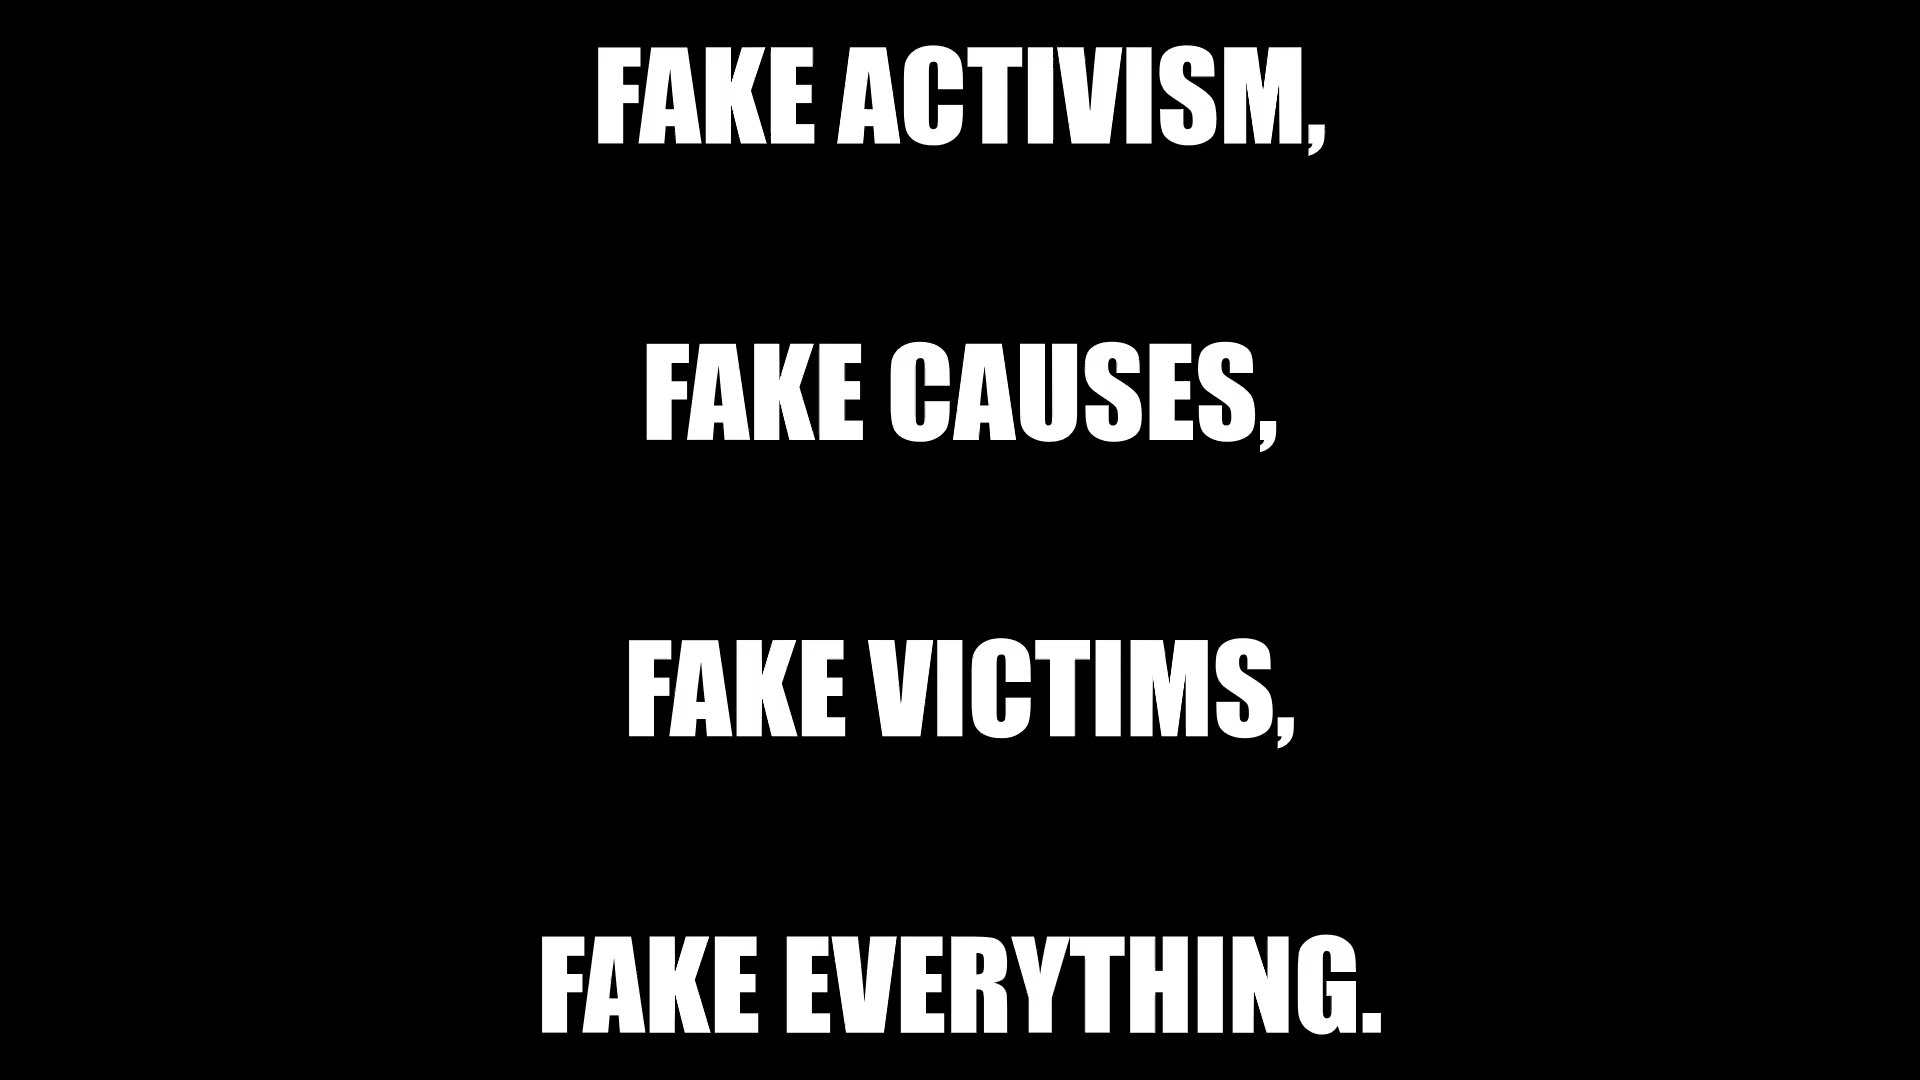 FAKE ACTIVISM,
FAKE CAUSES,
FAKE VICTIMS,
FAKE EVERYTHING.